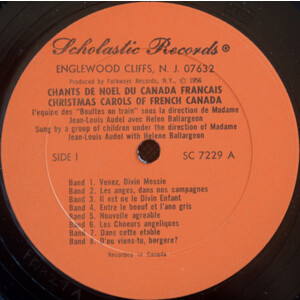 Scholastic Records®
ENGLEWOOD CLIFFS, N. J. 07632
Produced by Folkways Records, N.Y., © 1956
CHANTS DE NOEL DU CANADA FRANCAIS
CHRISTMAS CAROLS OF FRENCH CANADA
l'equipe des "Bouttes en train" sous la direction de Madame
Jean-Louis Audet avec Helene Baillargeon
Sung by a group of children under the direction of Madame
Jean-Louis Audet with Helene Baillargeon
SIDE I
SC 7229 A
Band 1. Venez, Divin Messie
Band 2. Les anges, dans nos campagnes
Band 3. Il est ne le Divin Enfant
Band 4. Entre le boeuf et l'ane gris
Band 5. Nouvelle agreable
Band 6. Les Choeurs angeliques
Band 7. Dans cette etable
Band 8. D'ou viens-tu, bergere?
Recorded in Canada